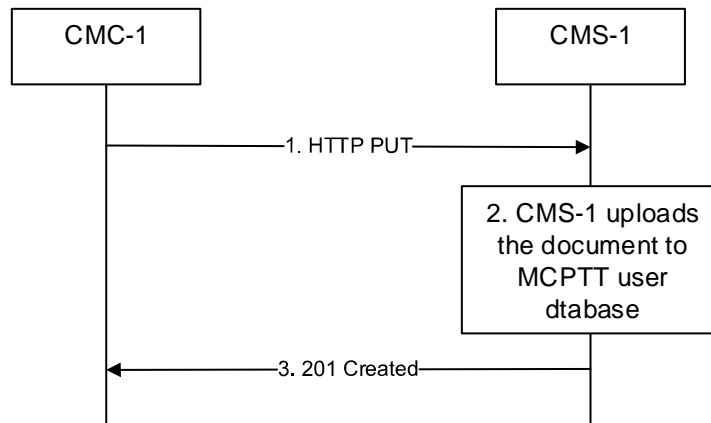 CMC-1
CMS-1
1. HTTP PUT
2. CMS-1 uploads
the document to
MCPTT user
dtabase
3. 201 Created